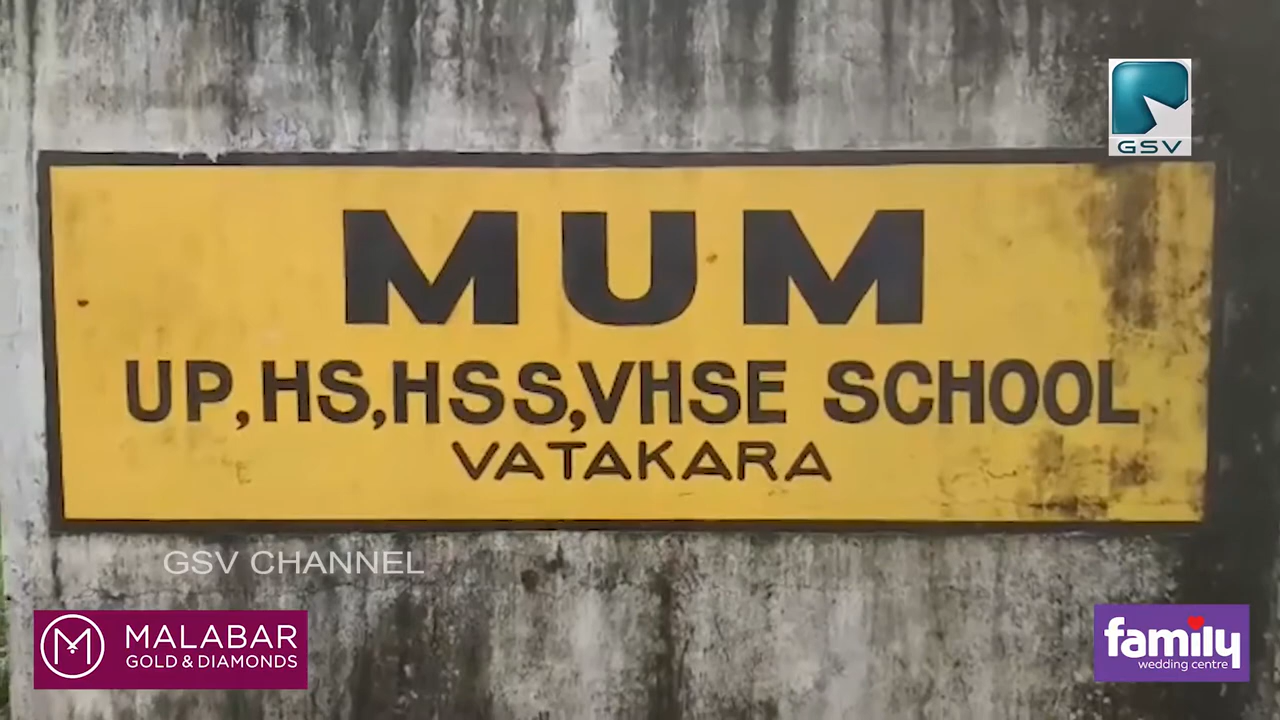 GSV
MUM
UP, HS, HSS, VHSE SCHOOL
VATAKARA
GSV CHANNEL
MALABAR
GOLD & DIAMONDS
family
wedding centre